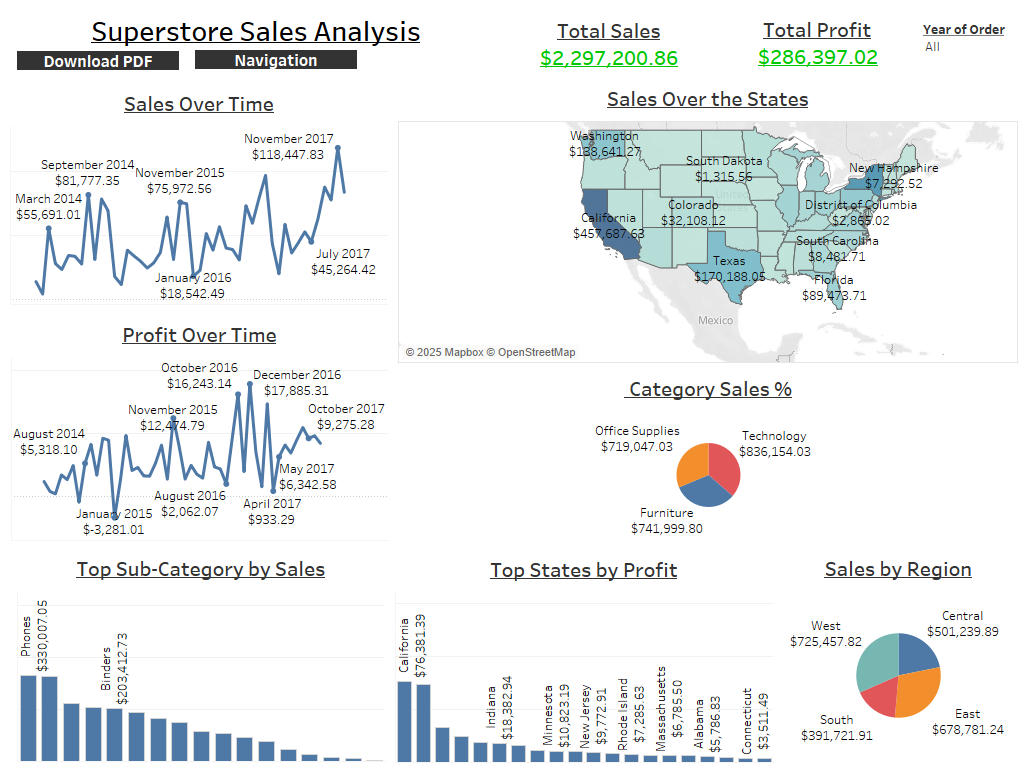 Superstore Sales Analysis
Download PDF
Navigation
Total Sales
$2,297,200.86
Total Profit
$286,397.02
Year of Order
All
Sales Over Time
November 2017
$118,447.83
September 2014
$81,777.35
November 2015
$75,972.56
March 2014
$55,691.01
July 2017
$45,264.42
January 2016
$18,542.49
Sales Over the States
Washington
$138,641.27
South Dakota
$1,315.56
New Hampshire
$7,292.52
United
Colorado
$32,108.12
District of Columbia
$2,865.02
California
$457,687.63
South Carolina
$8,481.71
Texas
$170,188.05
Florida
$89,473.71
Mexico
© 2025 Mapbox © OpenStreetMap
Profit Over Time
October 2016
$16,243.14
December 2016
$17,885.31
November 2015
$12,474.79
October 2017
$9,275.28
August 2014
$5,318.10
May 2017
$6,342.58
August 2016
$2,062.07
April 2017
$933.29
January 2015
$-3,281.01
Category Sales %
Office Supplies
$719,047.03
Technology
$836,154.03
Furniture
$741,999.80
Top Sub-Category by Sales
Phones
$330,007.05
Binders
$203,412.73
Top States by Profit
California
$76,381.39
Indiana
$18,382.94
Minnesota
$10,823.19
New Jersey
$9,772.91
Rhode Island
$7,285.63
Massachusetts
$6,785.50
Alabama
$5,786.83
Connecticut
$3,511.49
Sales by Region
Central
$501,239.89
West
$725,457.82
East
$678,781.24
South
$391,721.91